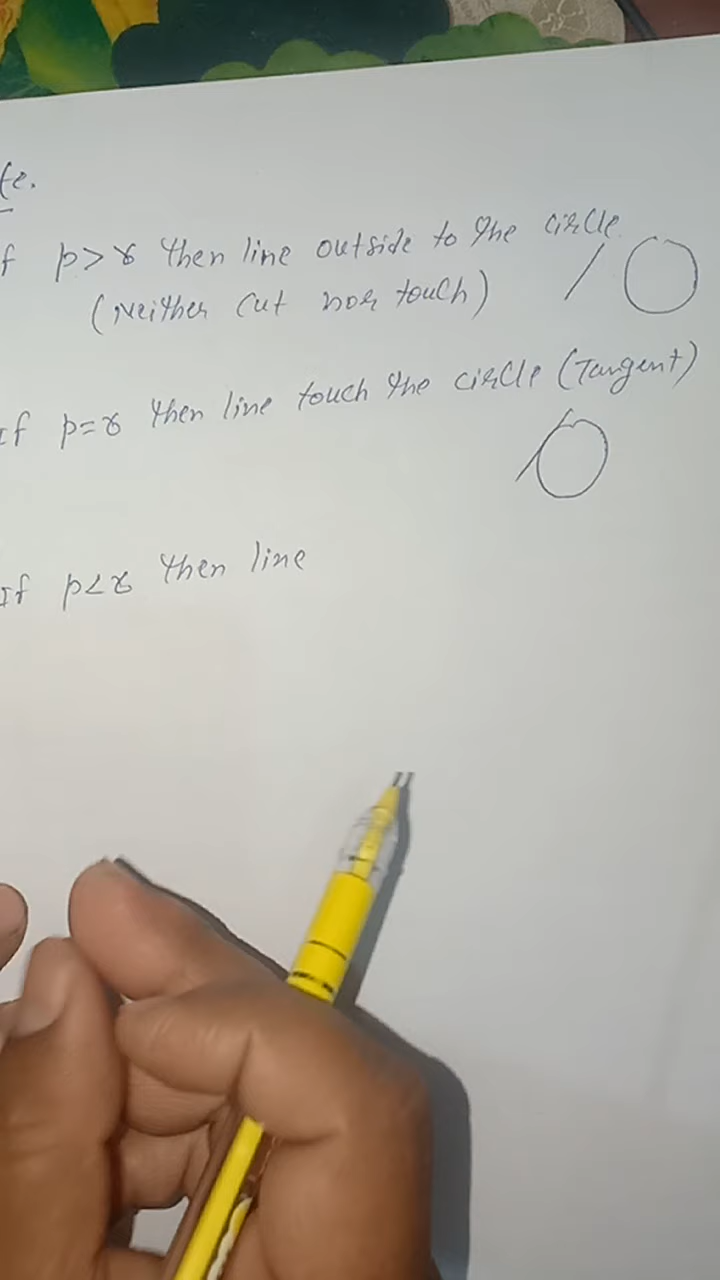 te.
f p>r then line outside to the circle
(Neither cut nor touch)
If p=r then line touch the circle (Tangent)
If p<r then line